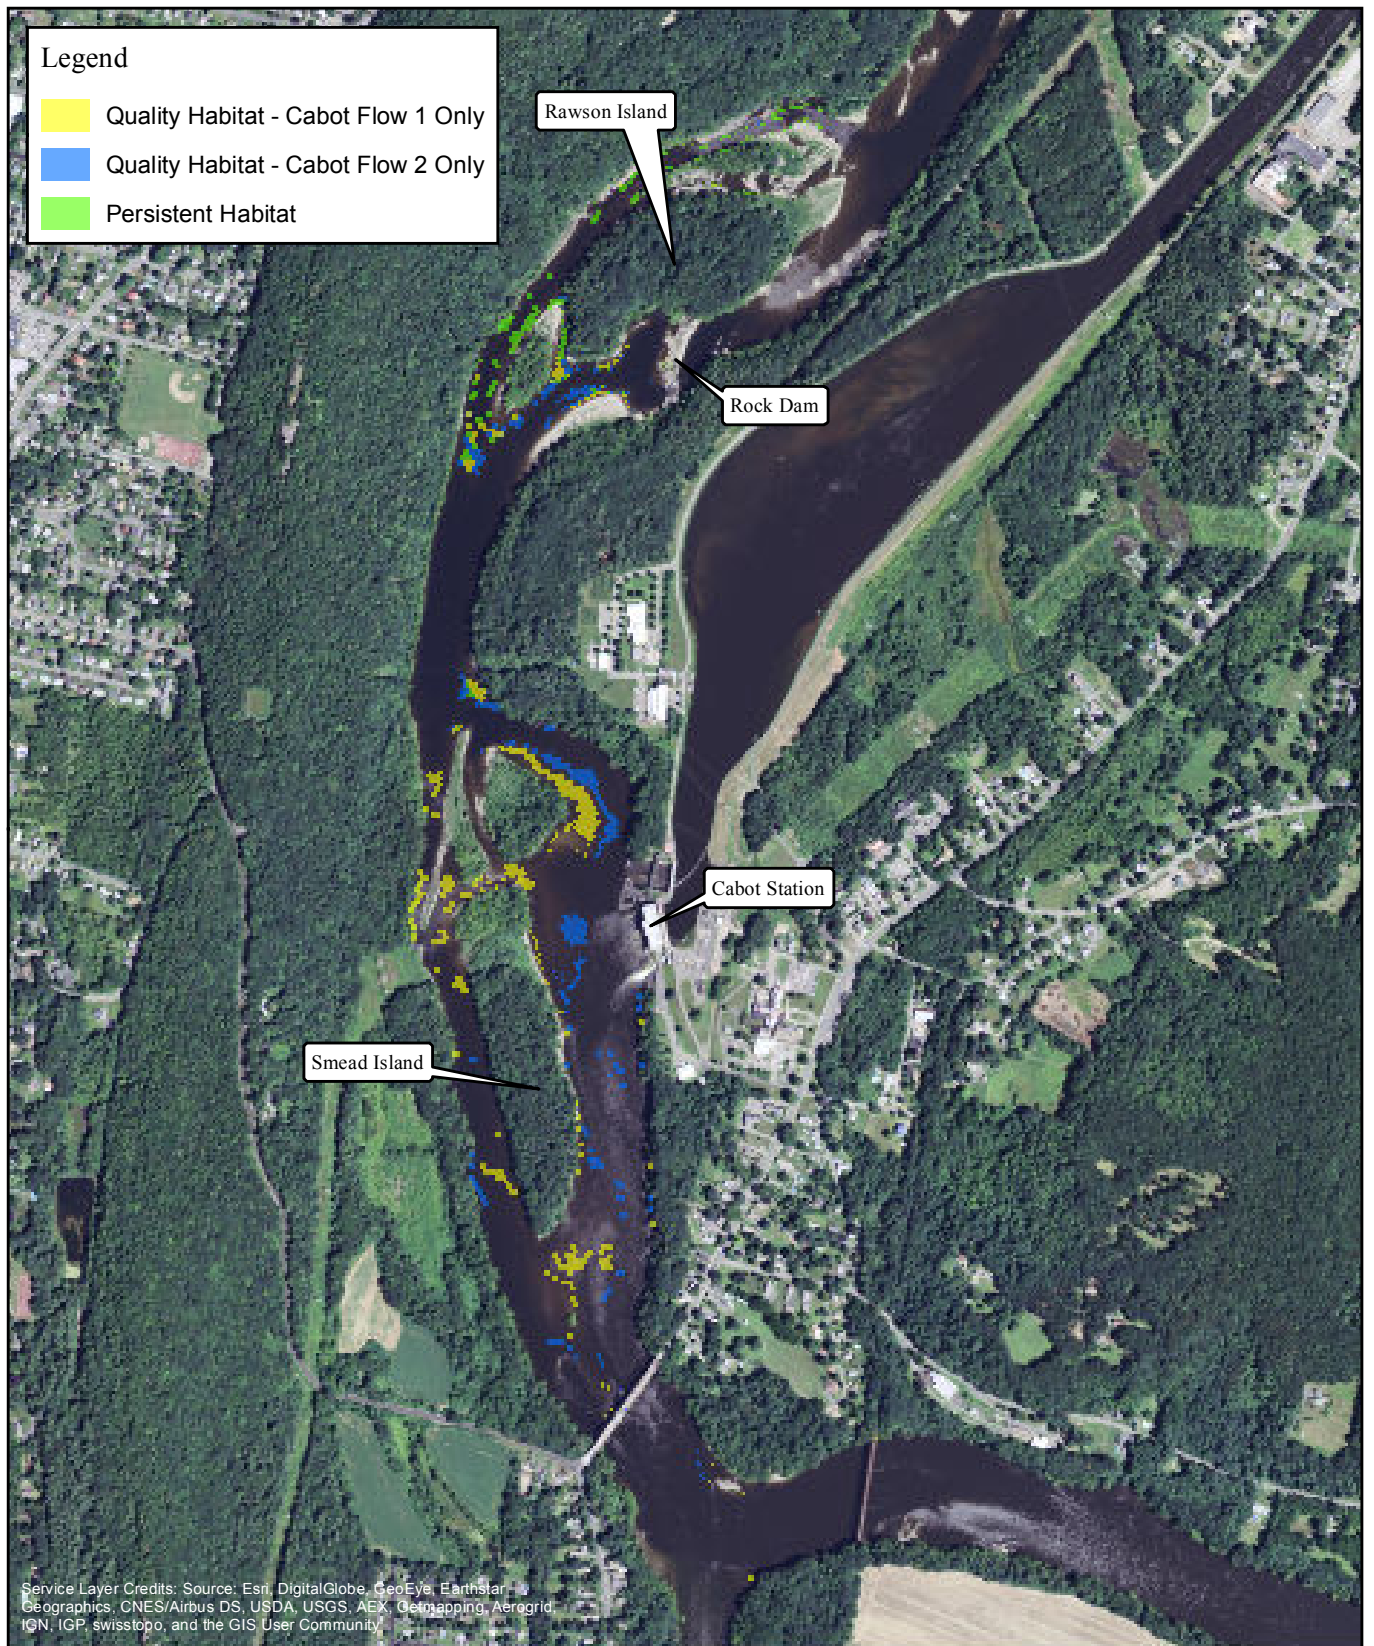 Legend
Quality Habitat - Cabot Flow 1 Only
Quality Habitat - Cabot Flow 2 Only
Persistent Habitat
Rawson Island
Rock Dam
Cabot Station
Smead Island
Service Layer Credits: Source: Esri, DigitalGlobe, GeoEye, Earthstar
Geographics, CNES/Airbus DS, USDA, USGS, AEX, Getmapping, Aerogrid,
IGN, IGP, swisstopo, and the GIS User Community